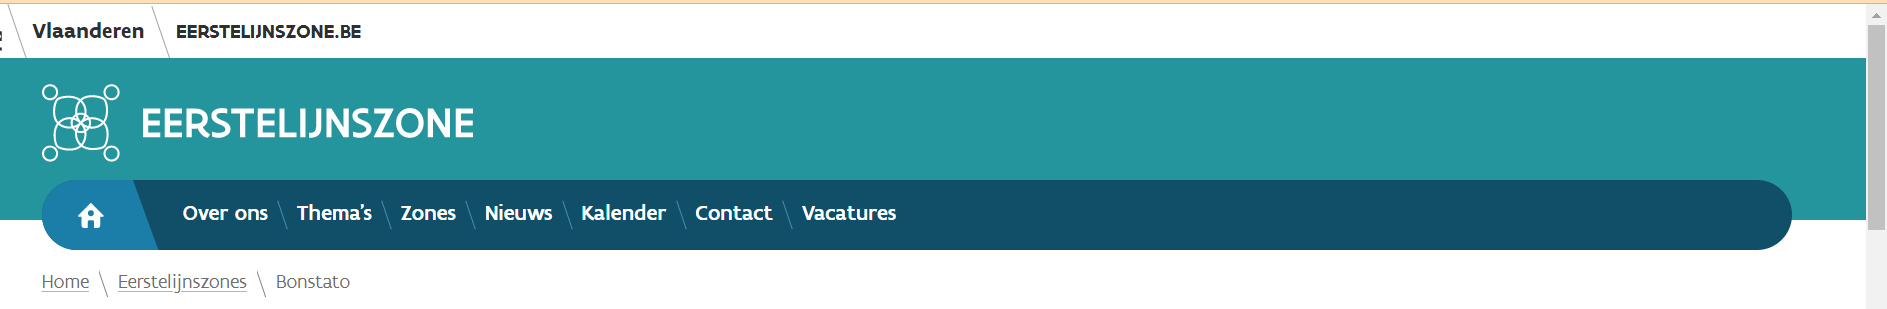 Vlaanderen EERSTELIJNSZONE.BE
EERSTELIJNSZONE
Over ons Thema's Zones Nieuws Kalender Contact Vacatures
Home Eerstelijnszones Bonstato